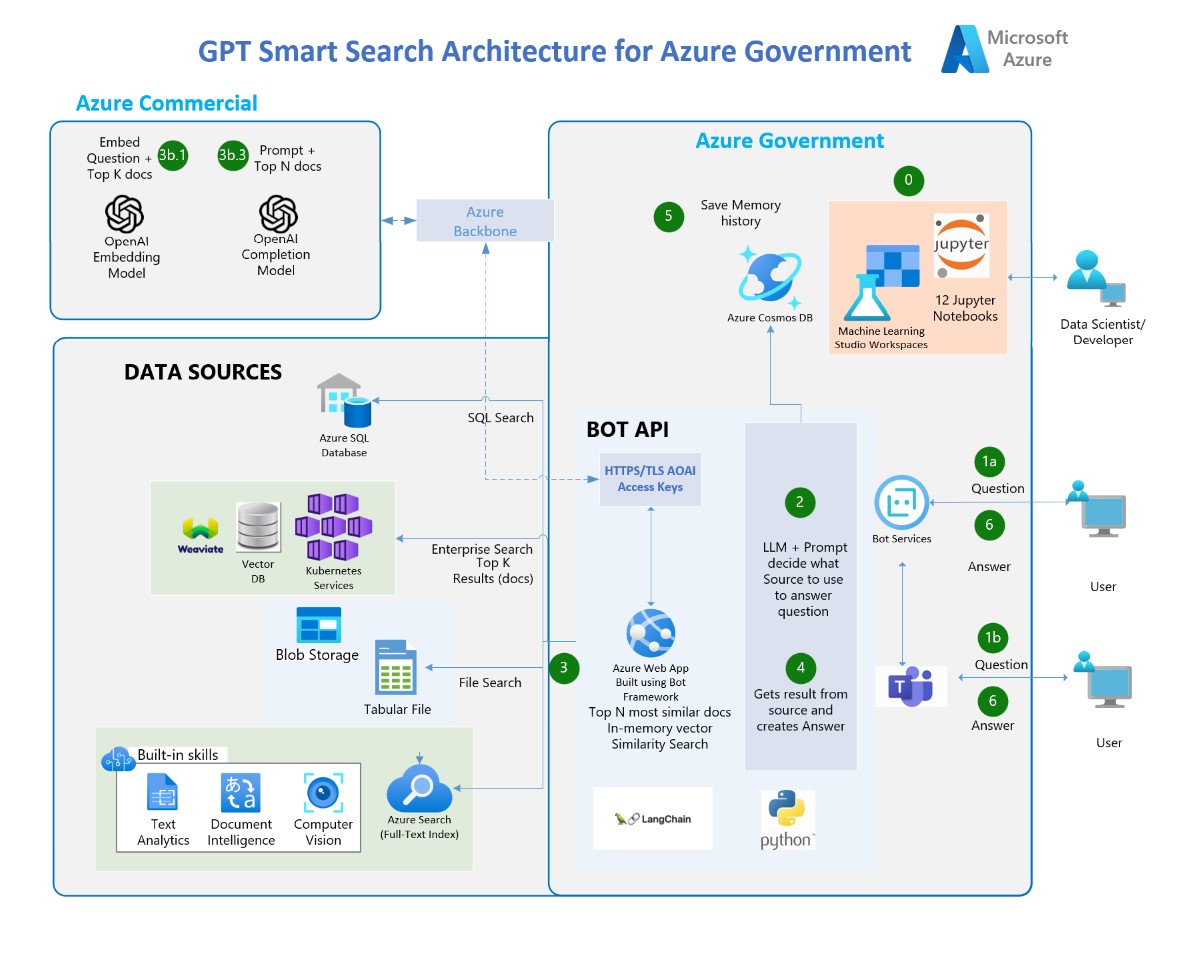 GPT Smart Search Architecture for Azure Government
Microsoft
Azure
Azure Commercial
Embed
Question +
Top K docs
3b.1
3b.3
Prompt +
Top N docs
OpenAI
Embedding
Model
OpenAI
Completion
Model
Azure
Backbone
Azure Government
0
5
Save Memory
history
Azure Cosmos DB
jupyter
12 Jupyter
Notebooks
Machine Learning
Studio Workspaces
Data Scientist/
Developer
DATA SOURCES
Azure SQL
Database
SQL Search
Weaviate
Vector
DB
Kubernetes
Services
Enterprise Search
Top K
Results (docs)
Blob Storage
Tabular File
File Search
3
Built-in skills
Text
Analytics
Document
Intelligence
Computer
Vision
Azure Search
(Full-Text Index)
BOT API
HTTPS/TLS AOAI
Access Keys
Azure Web App
Built using Bot
Framework
Top N most similar docs
In-memory vector
Similarity Search
2
LLM + Prompt
decide what
Source to use
to answer
question
4
Gets result from
source and
creates Answer
LangChain
python™
Bot Services
1a
Question
6
Answer
User
1b
Question
6
Answer
User
T